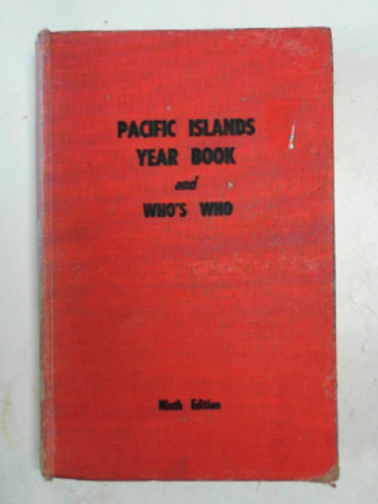 PACIFIC ISLANDS
YEAR BOOK
and
WHO'S WHO
Ninth Edition